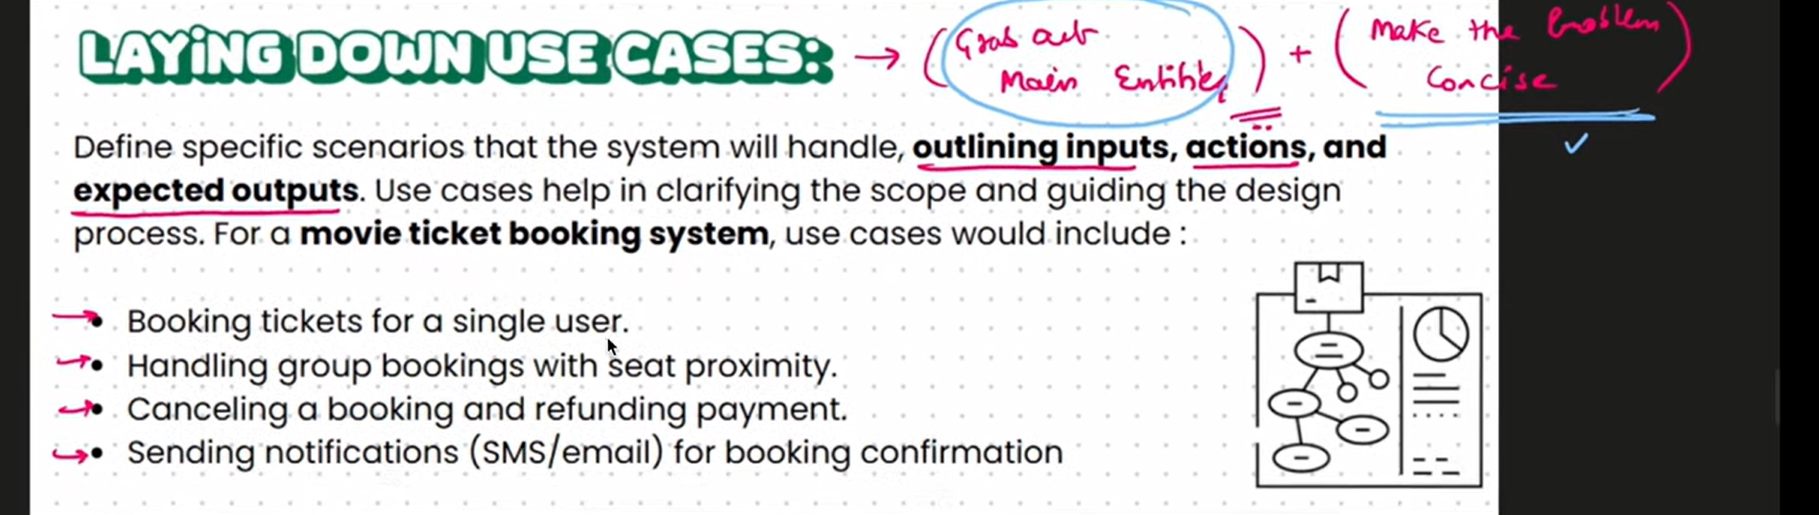 LAYING DOWN USE CASES: → (Grab out Main Entities) + (Make the Problem Concise)
Define specific scenarios that the system will handle, outlining inputs, actions, and
expected outputs. Use cases help in clarifying the scope and guiding the design
process. For a movie ticket booking system, use cases would include :
• Booking tickets for a single user.
• Handling group bookings with seat proximity.
• Canceling a booking and refunding payment.
• Sending notifications (SMS/email) for booking confirmation